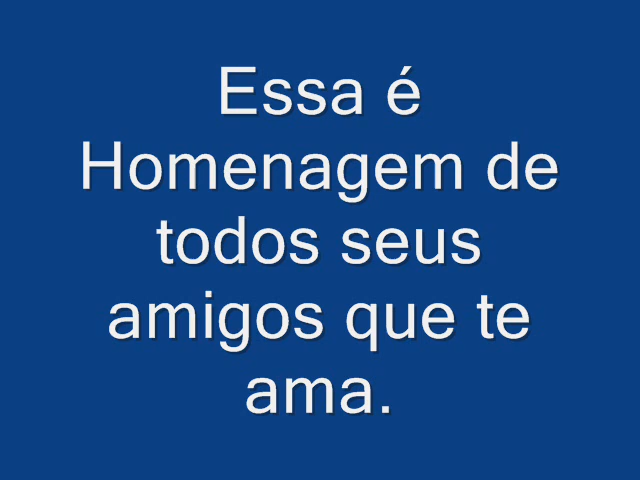 Essa é
Homenagem de
todos seus
amigos que te
ama.